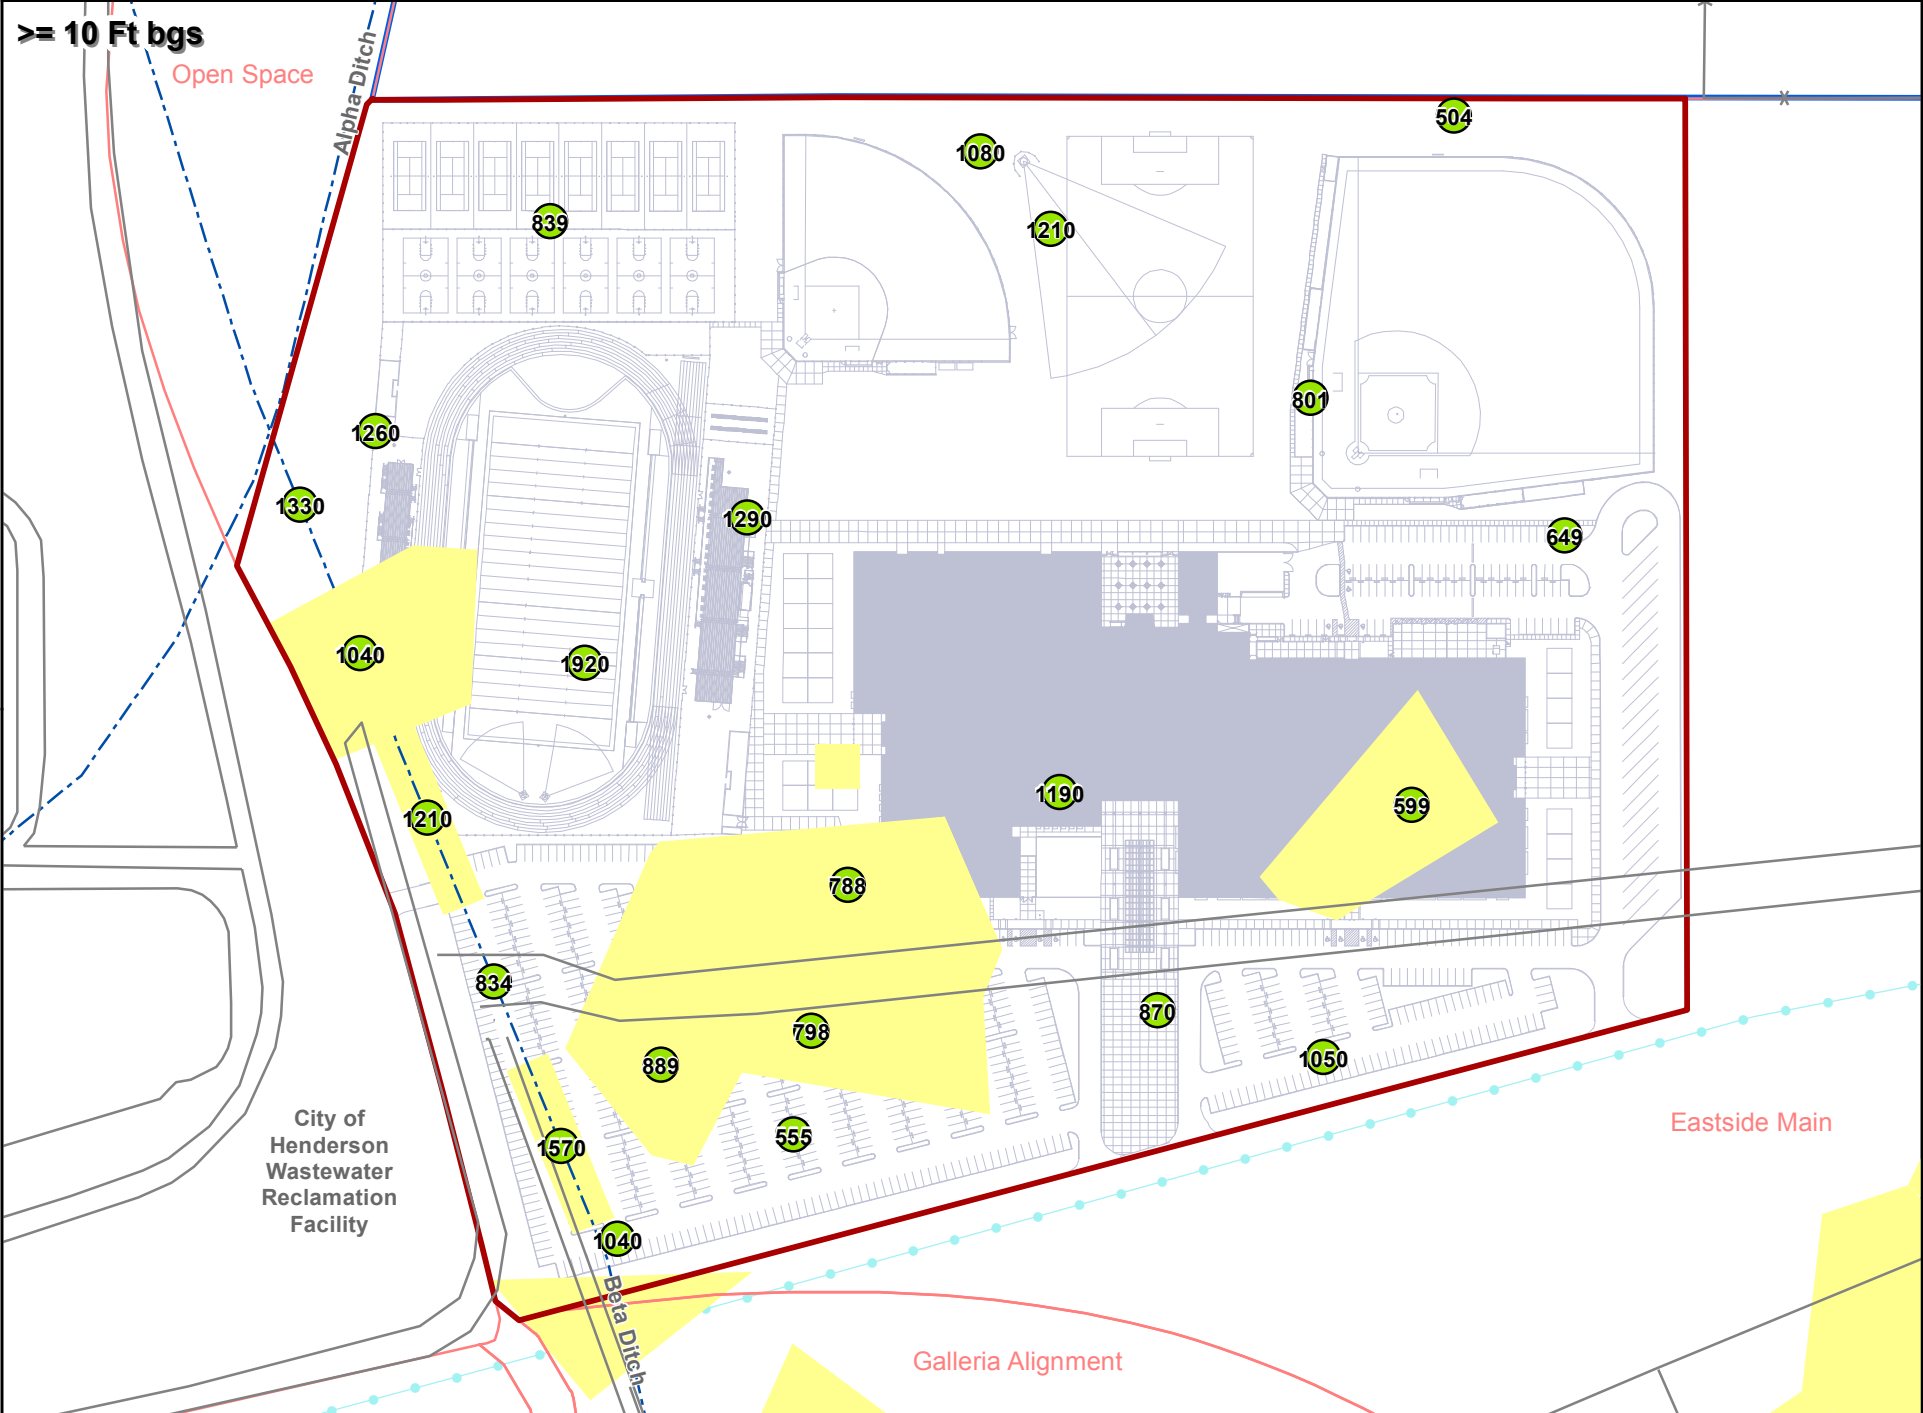 >= 10 Ft bgs
Open Space
Alpha Ditch
504
1080
839
1210
801
1260
1330
1290
649
1040
1920
1190
599
1210
788
834
870
798
889
1050
555
1570
1040
City of
Henderson
Wastewater
Reclamation
Facility
Eastside Main
Beta Ditch
Galleria Alignment